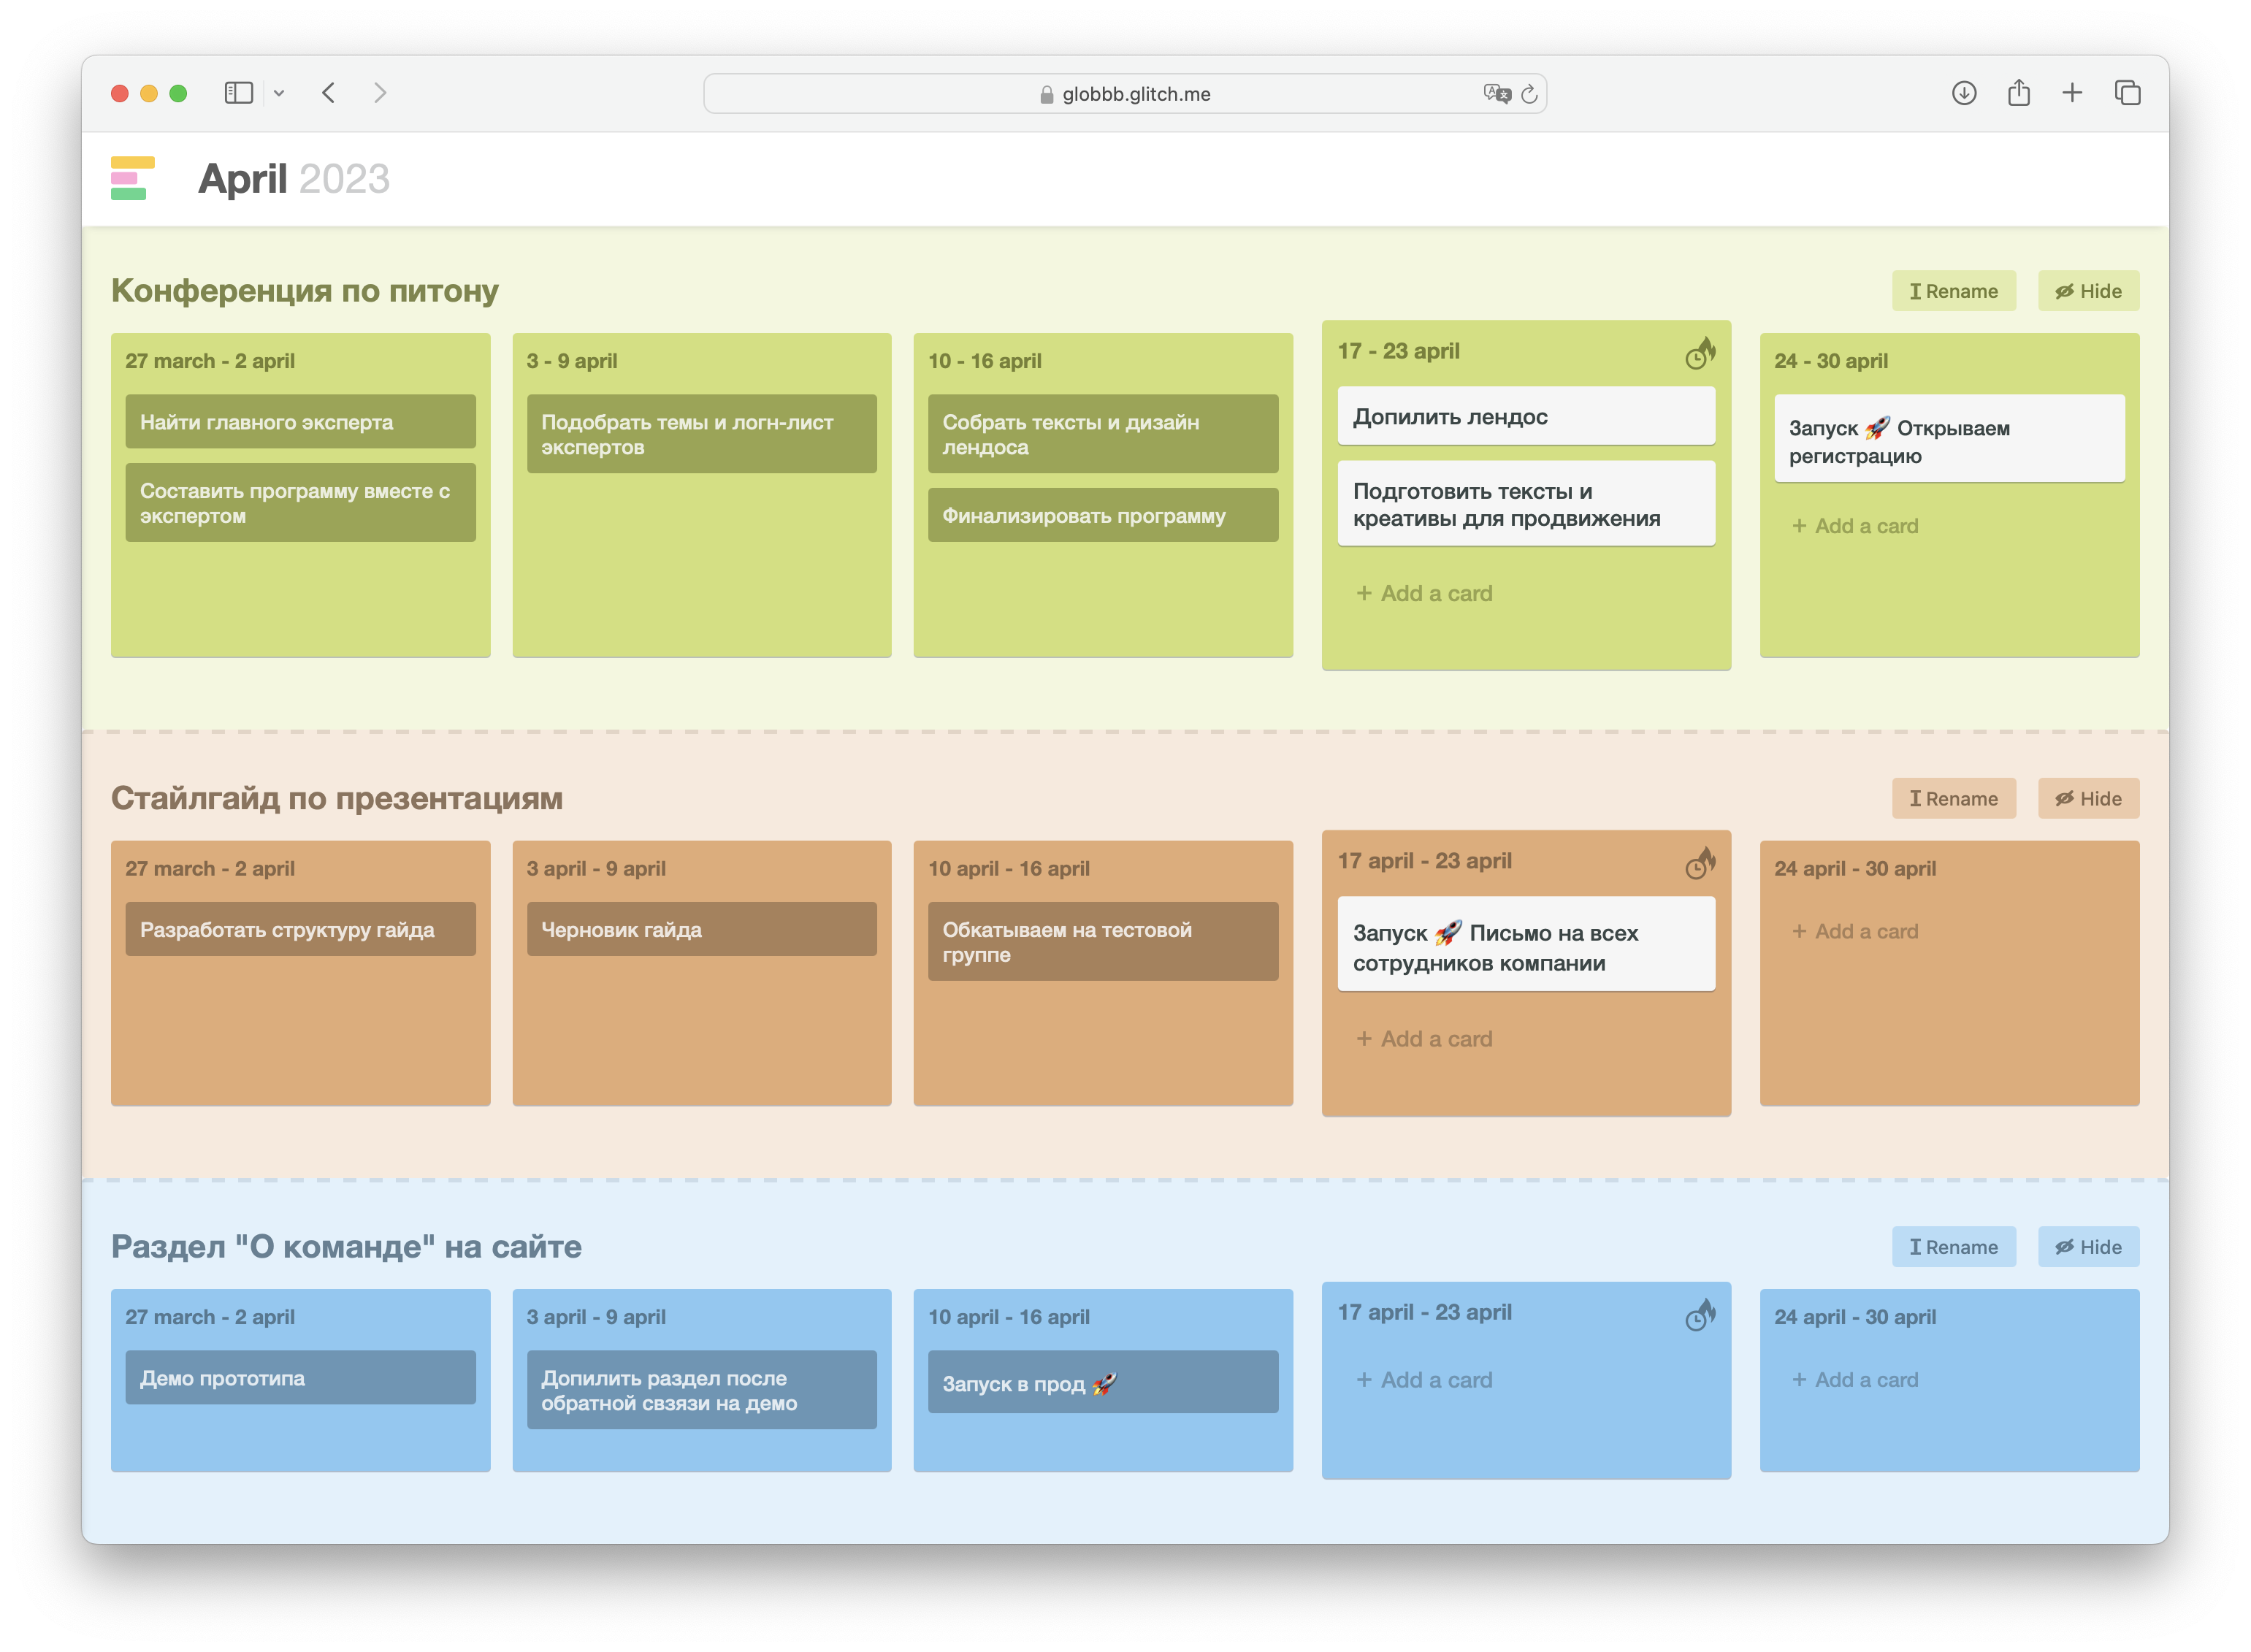 globbb.glitch.me
April 2023
Конференция по питону
Rename
Hide
27 march - 2 april
Найти главного эксперта
Составить программу вместе с
экспертом
3 - 9 april
Подобрать темы и логн-лист
экспертов
10 - 16 april
Собрать тексты и дизайн
лендоса
Финализировать программу
17 - 23 april
Допилить лендос
Подготовить тексты и
креативы для продвижения
+ Add a card
24 - 30 april
Запуск 🚀 Открываем
регистрацию
+ Add a card
Стайлгайд по презентациям
Rename
Hide
27 march - 2 april
Разработать структуру гайда
3 april - 9 april
Черновик гайда
10 april - 16 april
Обкатываем на тестовой
группе
17 april - 23 april
Запуск 🚀 Письмо на всех
сотрудников компании
+ Add a card
24 april - 30 april
+ Add a card
Раздел "О команде" на сайте
Rename
Hide
27 march - 2 april
Демо прототипа
3 april - 9 april
Допилить раздел после
обратной свзязи на демо
10 april - 16 april
Запуск в прод 🚀
17 april - 23 april
+ Add a card
24 april - 30 april
+ Add a card